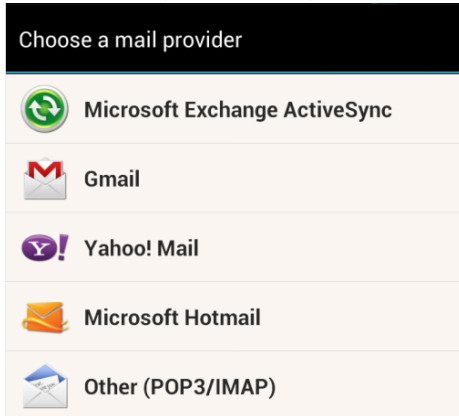 Choose a mail provider
Microsoft Exchange ActiveSync
Gmail
Yahoo! Mail
Microsoft Hotmail
Other (POP3/IMAP)